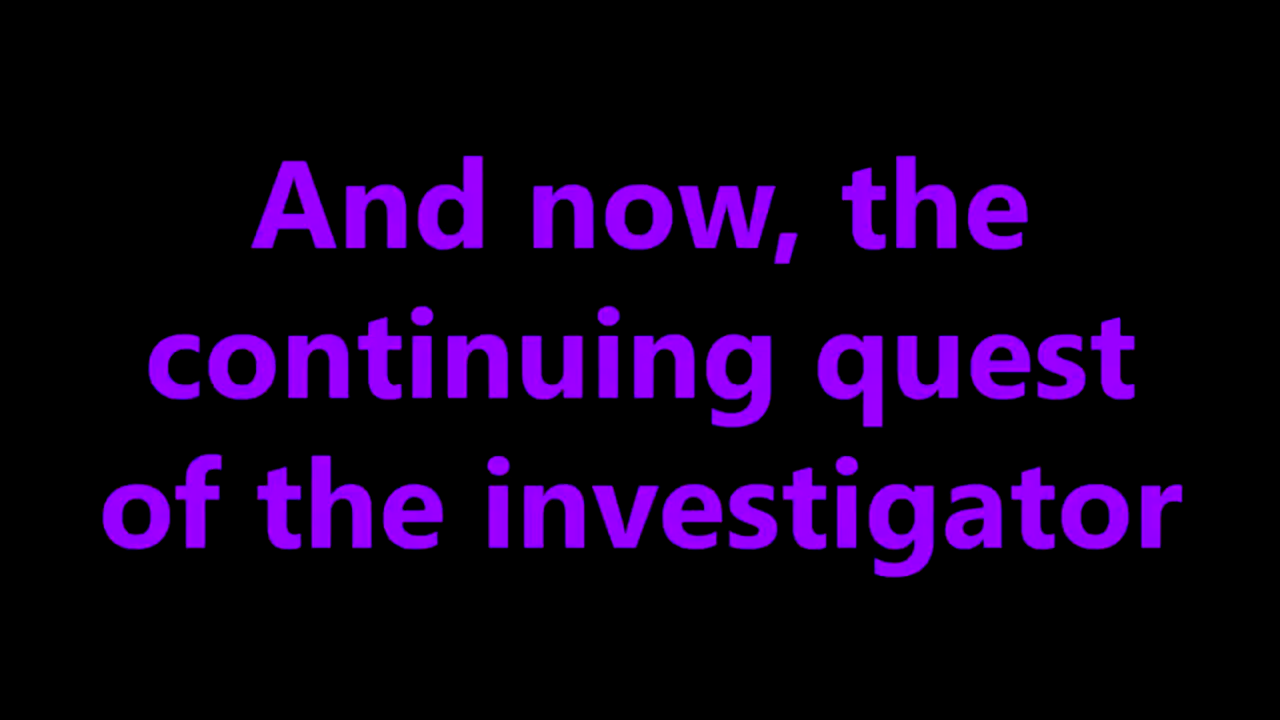 And now, the
continuing quest
of the investigator